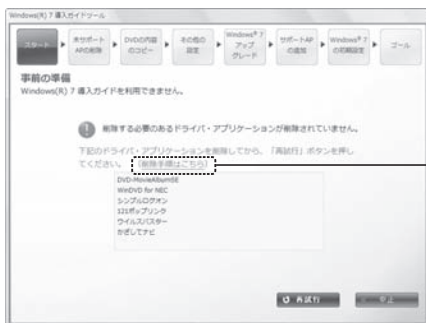 Windows(R) 7 導入ガイドツール
スタート
未サポート
APの削除
DVDの内容
のコピー
その他の
設定
Windows® 7
アップ
グレード
サポートAP
の追加
Windows® 7
の初期設定
ゴール
事前の準備
Windows(R) 7 導入ガイドを利用できません。
削除する必要のあるドライバ・アプリケーションが削除されていません。
下記のドライバ・アプリケーションを削除してから、「再試行」ボタンを押し
てください。 (削除手順はこちら)
DVD-MovieAlbumSE
WinDVD for NEC
シンプルログオン
121ポップリンク
ウイルスバスター
かざしてナビ
再試行
中止